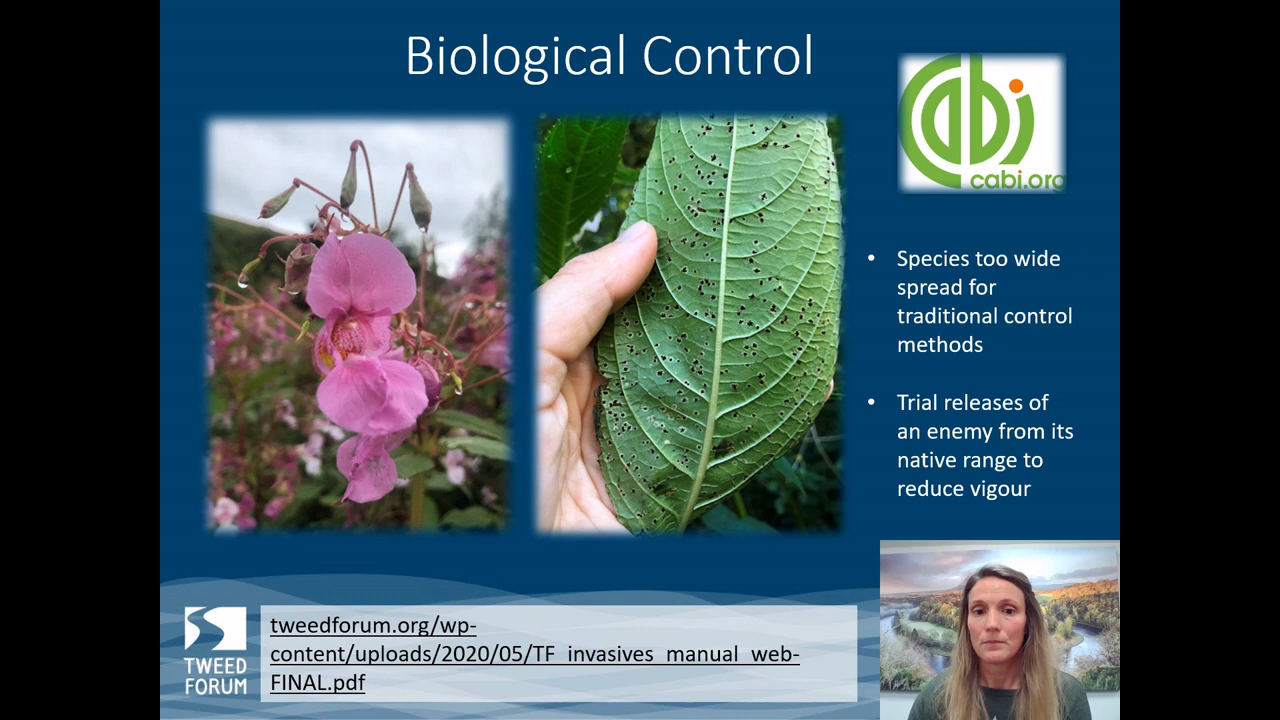 Biological Control
cabi
cabi.org
• Species too wide
spread for
traditional control
methods
• Trial releases of
an enemy from its
native range to
reduce vigour
TWEED
FORUM
tweedforum.org/wp-
content/uploads/2020/05/TF_invasives_manual_web-
FINAL.pdf